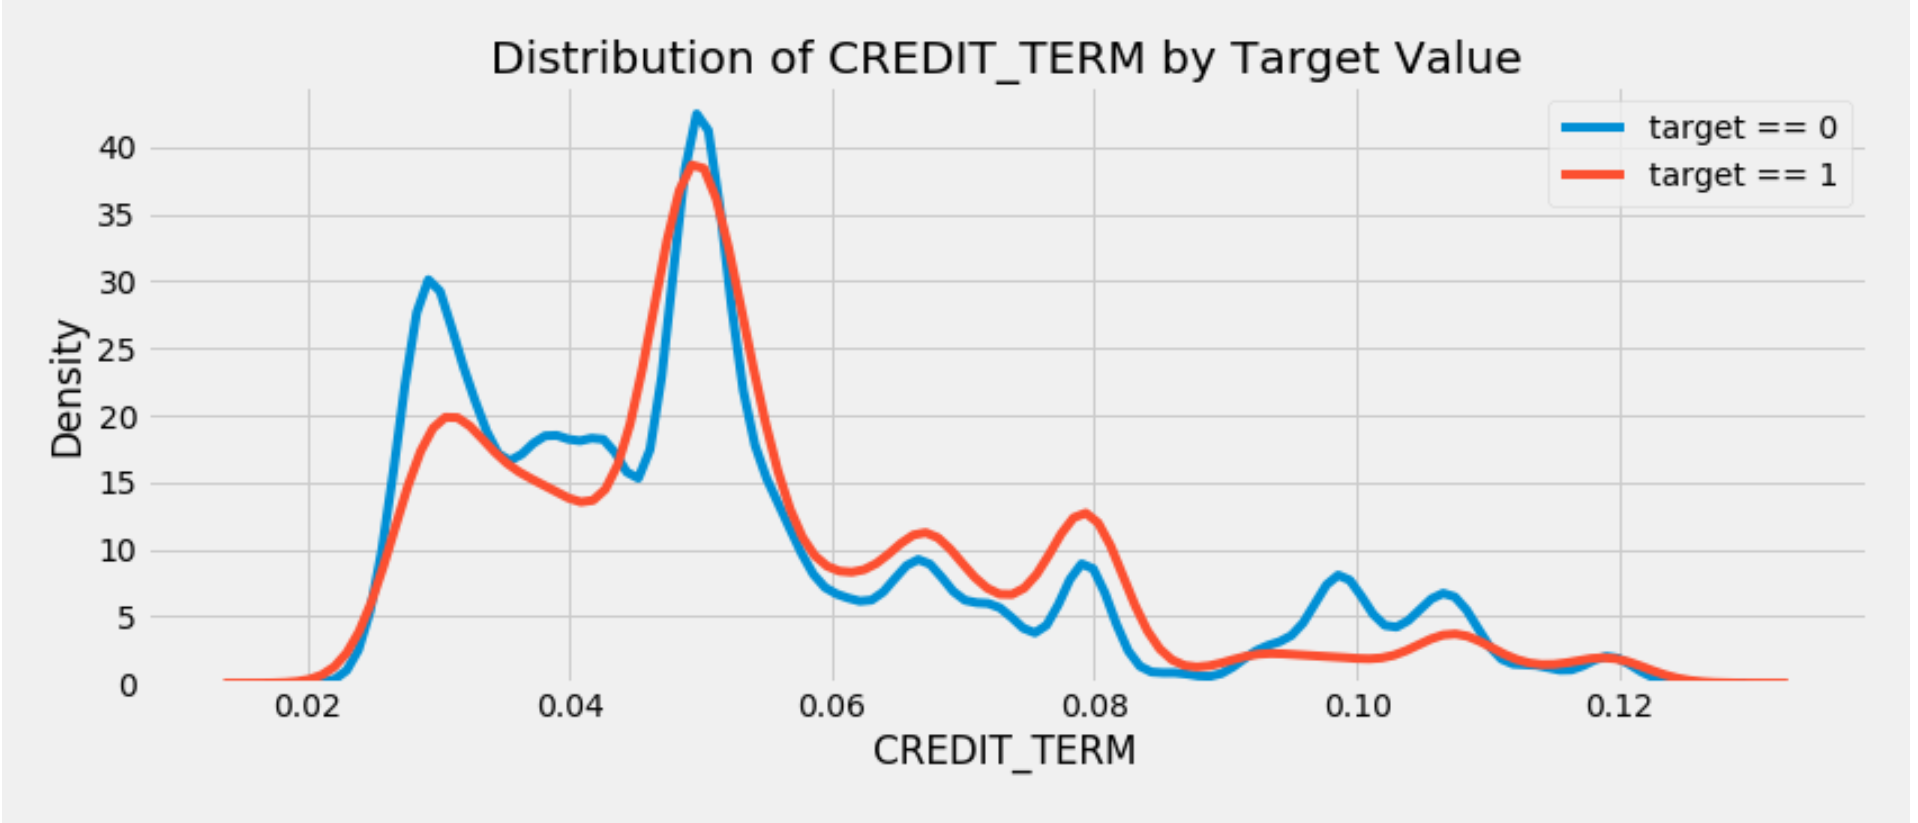 Distribution of CREDIT_TERM by Target Value
target == 0
target == 1
40
35
30
25
20
15
10
5
0
Density
0.02 0.04 0.06 0.08 0.10 0.12
CREDIT_TERM